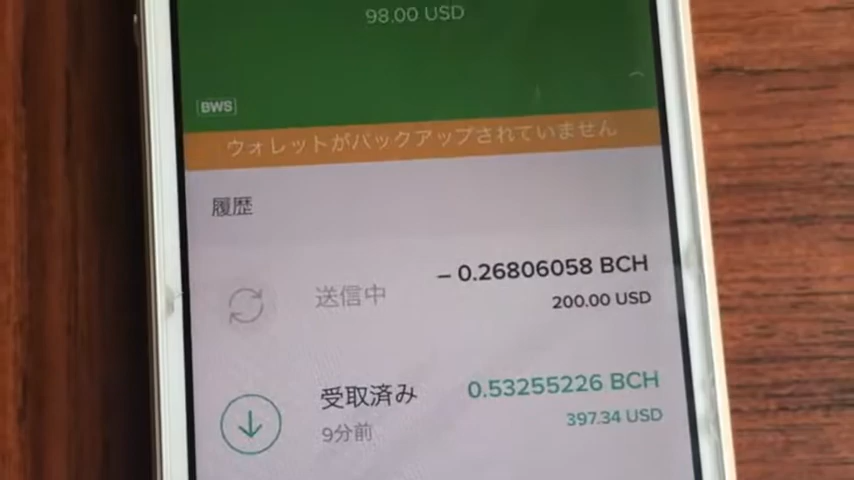 98.00 USD
BWS
ウォレットがバックアップされていません
履歴
送信中
– 0.26806058 BCH
200.00 USD
受取済み
0.53255226 BCH
9分前
397.34 USD